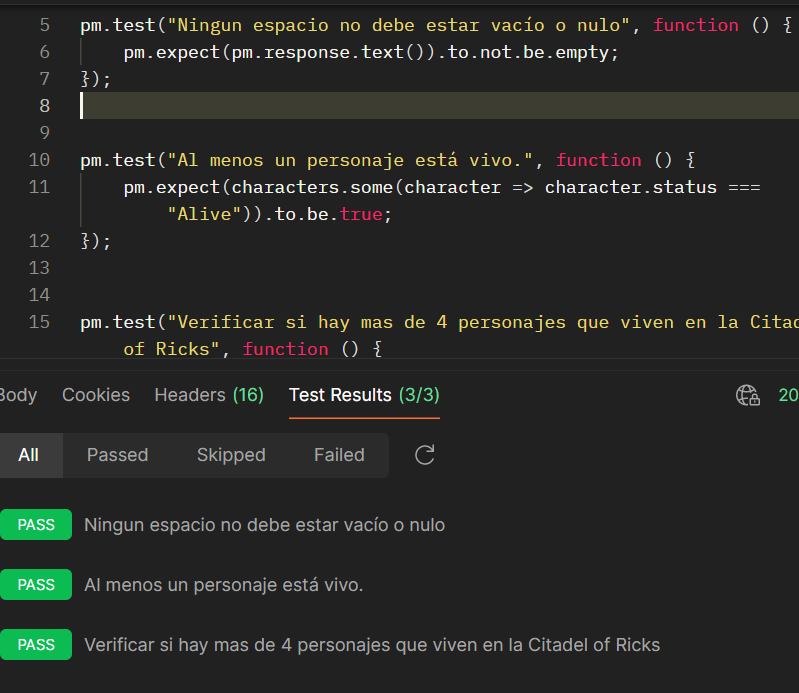 5 pm.test("Ningun espacio no debe estar vacío o nulo", function () {
6 pm.expect(pm.response.text()).to.not.be.empty;
7 });
8
9
10 pm.test("Al menos un personaje está vivo.", function () {
11 pm.expect(characters.some(character => character.status ===
"Alive")).to.be.true;
12 });
13
14
15 pm.test("Verificar si hay mas de 4 personajes que viven en la Citad
of Ricks", function () {
Body Cookies Headers (16) Test Results (3/3) 20
All Passed Skipped Failed
PASS Ningun espacio no debe estar vacío o nulo
PASS Al menos un personaje está vivo.
PASS Verificar si hay mas de 4 personajes que viven en la Citadel of Ricks